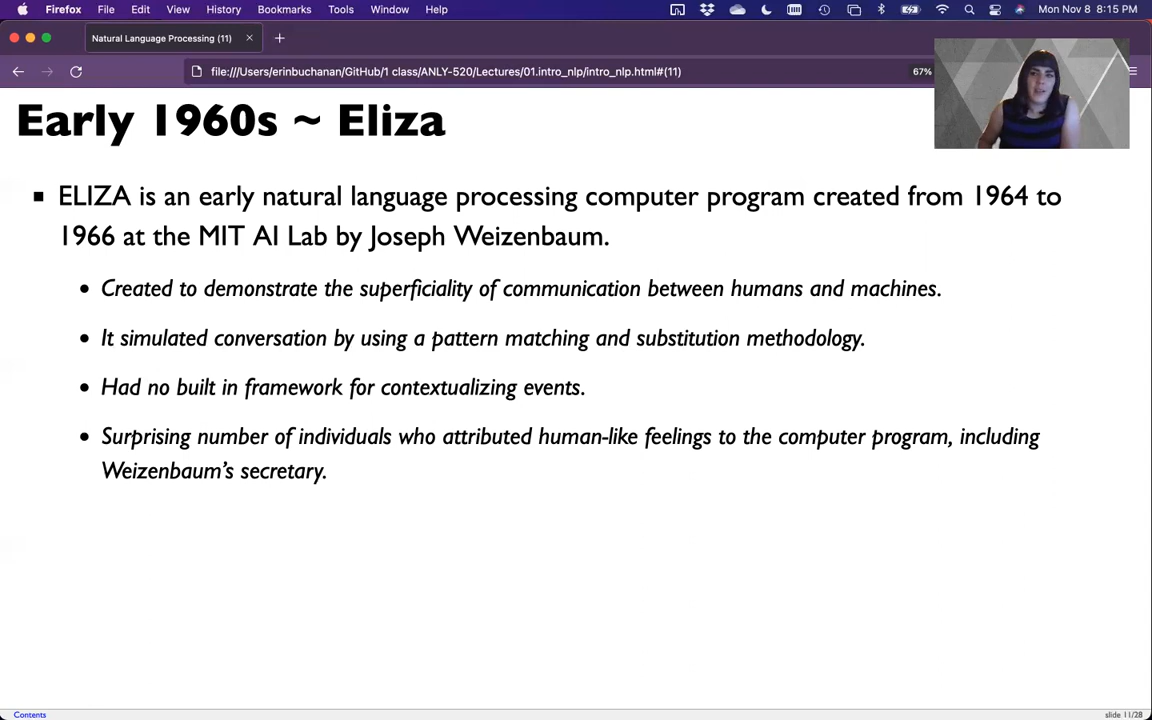 Firefox File Edit View History Bookmarks Tools Window Help Mon Nov 8 8:15 PM
Natural Language Processing (11)
file:///Users/erinbuchanan/GitHub/1 class/ANLY-520/Lectures/01.intro_nlp/intro_nlp.html#(11) 67%
Early 1960s ~ Eliza
ELIZA is an early natural language processing computer program created from 1964 to
1966 at the MIT AI Lab by Joseph Weizenbaum.
Created to demonstrate the superficiality of communication between humans and machines.
It simulated conversation by using a pattern matching and substitution methodology.
Had no built in framework for contextualizing events.
Surprising number of individuals who attributed human-like feelings to the computer program, including
Weizenbaum's secretary.
Contents slide 11/28